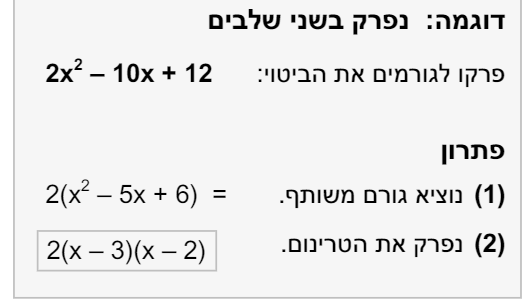 דוגמה: נפרק בשני שלבים
פרקו לגורמים את הביטוי: 2x² – 10x + 12
פתרון
(1) נוציא גורם משותף. 2(x² – 5x + 6) =
(2) נפרק את הטרינום. 2(x – 3)(x – 2)